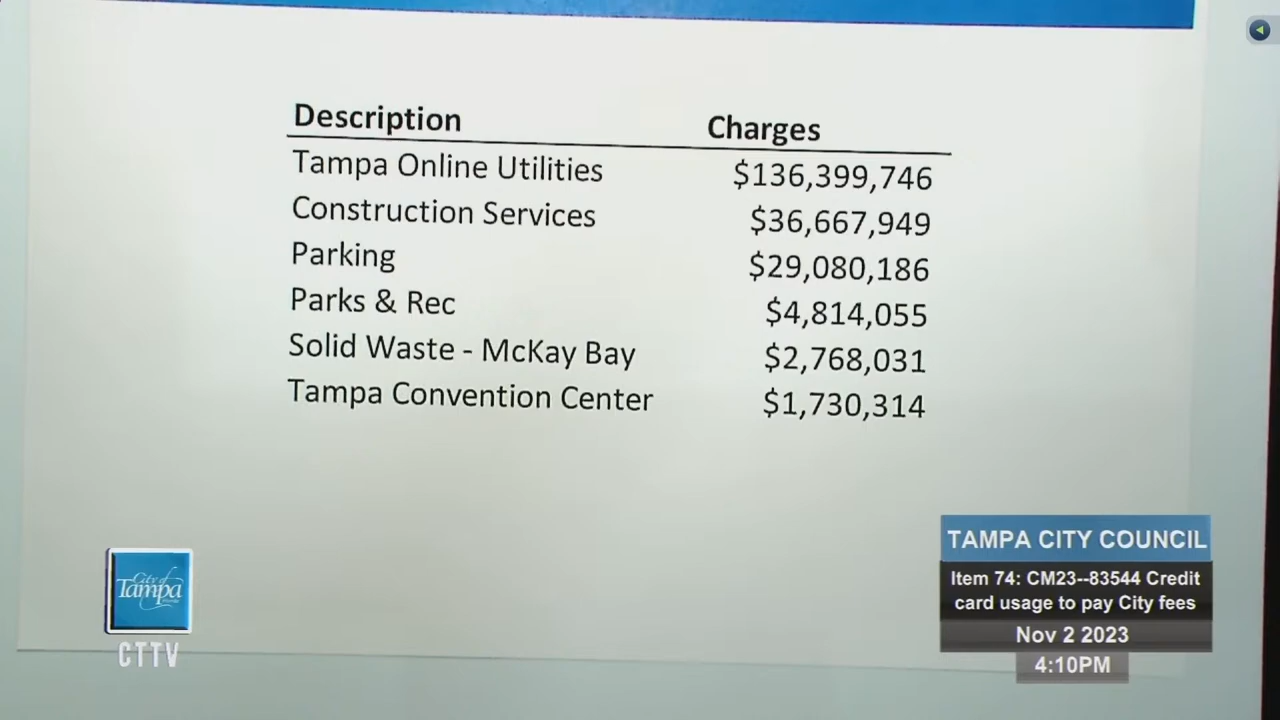 Description Charges
Tampa Online Utilities $136,399,746
Construction Services $36,667,949
Parking $29,080,186
Parks & Rec $4,814,055
Solid Waste - McKay Bay $2,768,031
Tampa Convention Center $1,730,314
City of
Tampa
CTTV
TAMPA CITY COUNCIL
Item 74: CM23--83544 Credit
card usage to pay City fees
Nov 2 2023
4:10PM